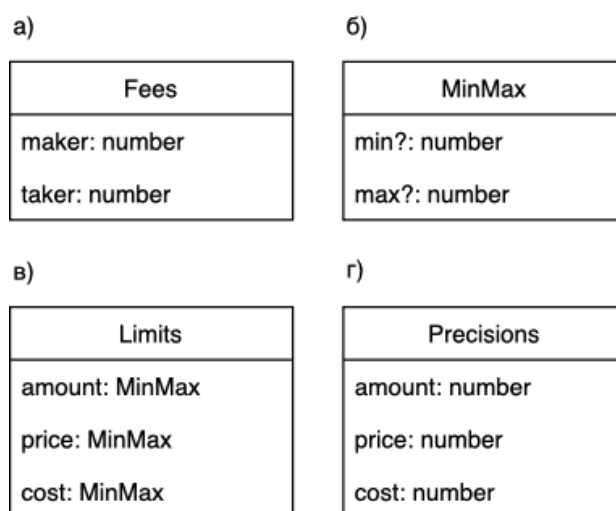 а)
Fees
maker: number
taker: number
б)
MinMax
min?: number
max?: number
в)
Limits
amount: MinMax
price: MinMax
cost: MinMax
г)
Precisions
amount: number
price: number
cost: number